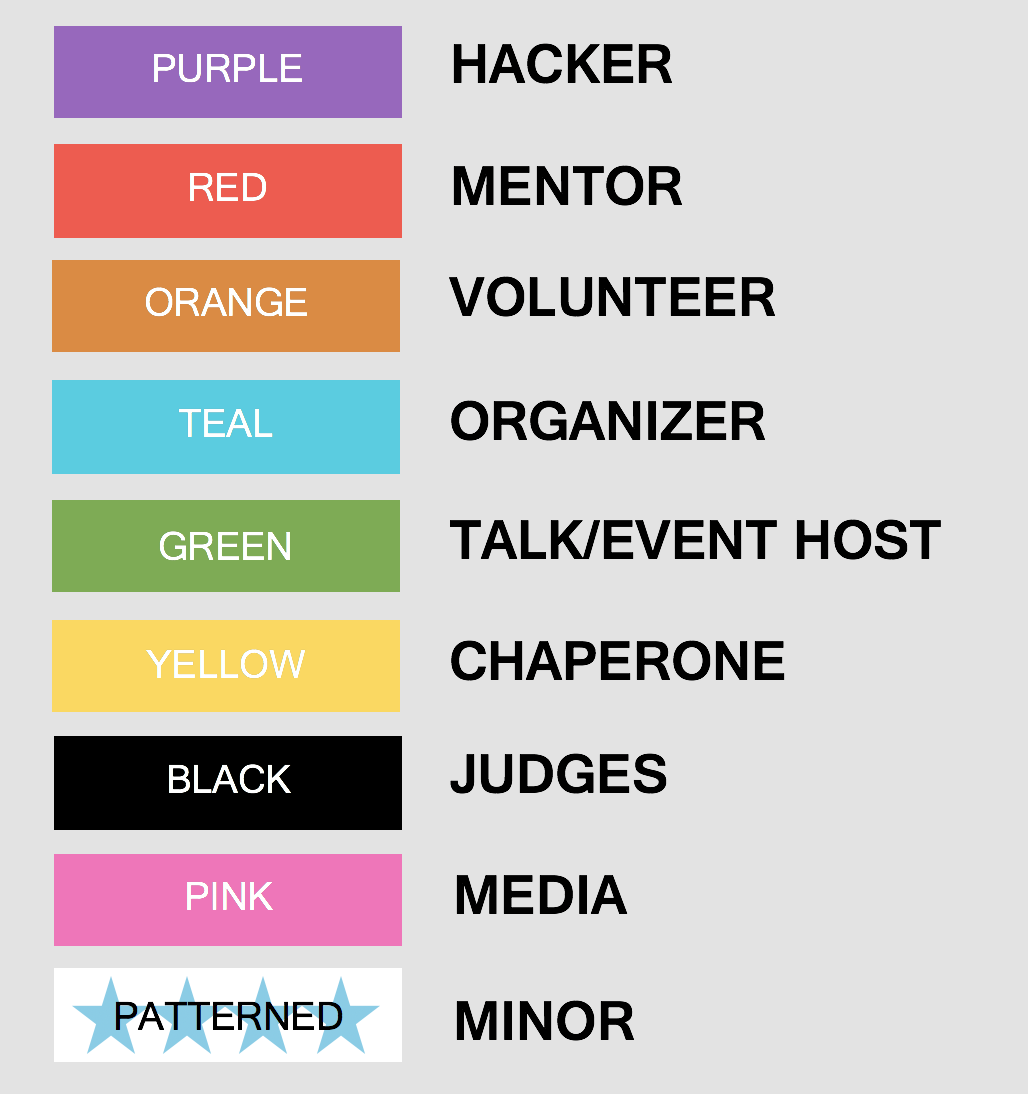 PURPLE HACKER
RED MENTOR
ORANGE VOLUNTEER
TEAL ORGANIZER
GREEN TALK/EVENT HOST
YELLOW CHAPERONE
BLACK JUDGES
PINK MEDIA
PATTERNED MINOR